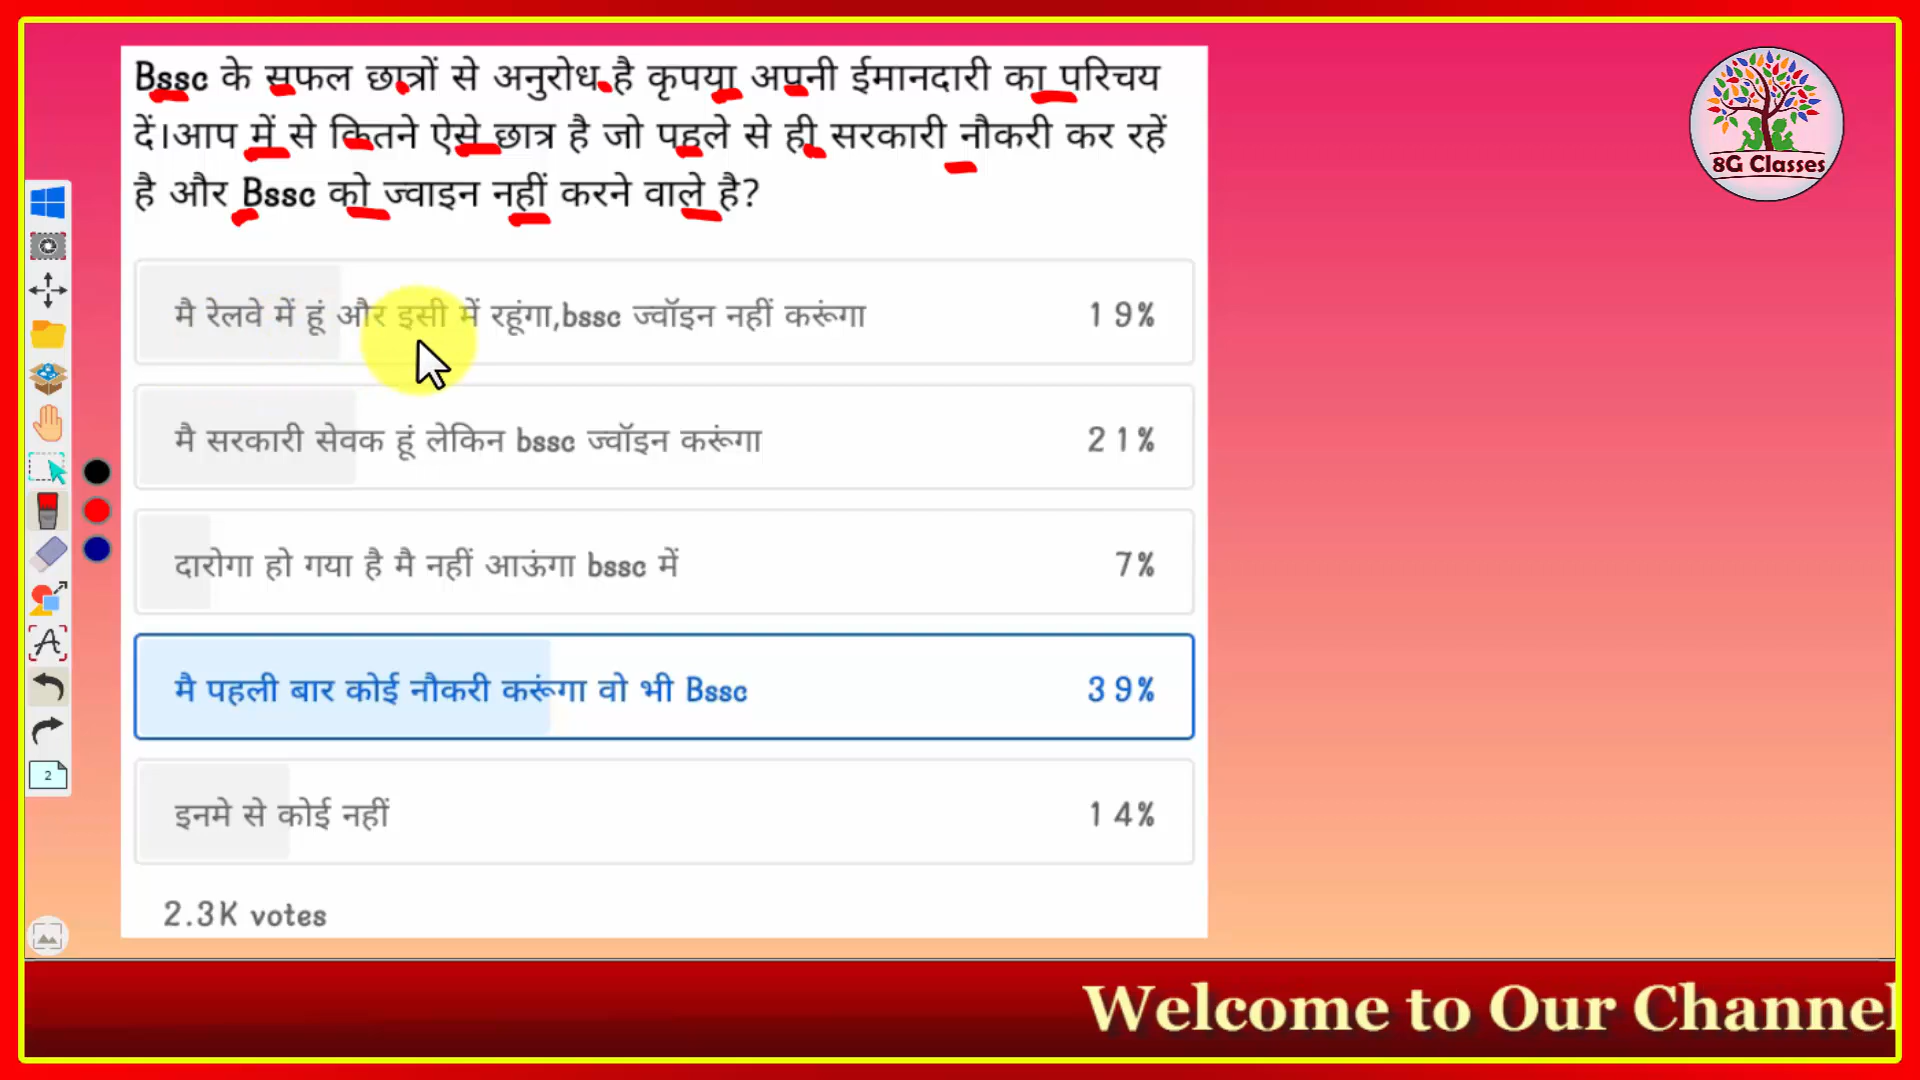 Bssc के सफल छात्रों से अनुरोध है कृपया अपनी ईमानदारी का परिचय
दें।आप में से कितने ऐसे छात्र है जो पहले से ही सरकारी नौकरी कर रहें
है और Bssc को ज्वाइन नहीं करने वाले है?
मै रेलवे में हूं और इसी में रहूंगा,bssc ज्वॉइन नहीं करूंगा 19%
मै सरकारी सेवक हूं लेकिन bssc ज्वॉइन करूंगा 21%
दारोगा हो गया है मै नहीं आऊंगा bssc में 7%
मै पहली बार कोई नौकरी करूंगा वो भी Bssc 39%
इनमे से कोई नहीं 14%
2.3K votes
8G Classes
2
Welcome to Our Channel